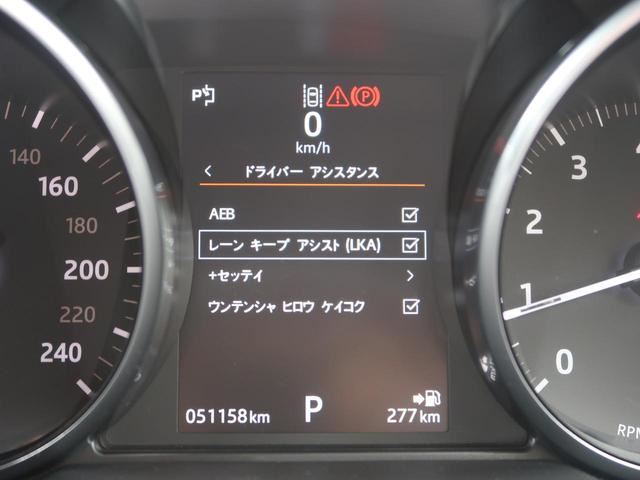 P
P
0
km/h
ドライバー アシスタンス
AEB
レーン キープ アシスト (LKA)
+セッテイ
ウンテンシャ ヒロウ ケイコク
051158km P 277km
140
160
180
200
220
240
4
3
2
1
0
RPM